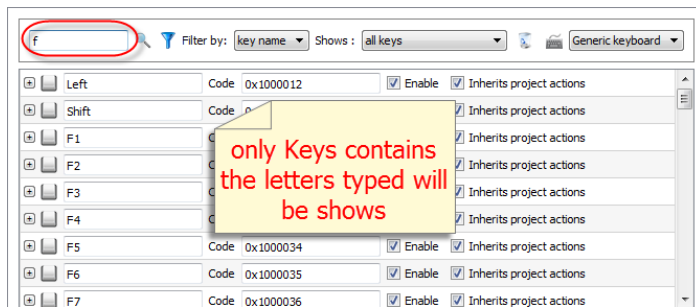 f Filter by: key name Shows : all keys Generic keyboard
Left Code 0x1000012 Enable Inherits project actions
Shift Code Inherits project actions
F1 Inherits project actions
F2 Inherits project actions
F3 Inherits project actions
F4 Inherits project actions
F5 Code 0x1000034 Enable Inherits project actions
F6 Code 0x1000035 Enable Inherits project actions
F7 Code 0x1000036 Enable Inherits project actions
only Keys contains
the letters typed will
be shows